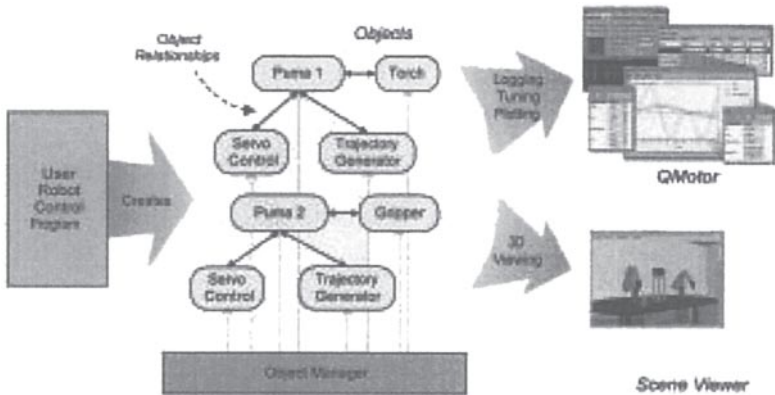 Objects
Object
Relationships
Puma 1
Torch
Servo
Control
Trajectory
Generator
User
Robot
Control
Program
Creates
Puma 2
Gripper
Servo
Control
Trajectory
Generator
Object Manager
Logging
Tuning
Plotting
QMotor
3D
Viewing
Scene Viewer